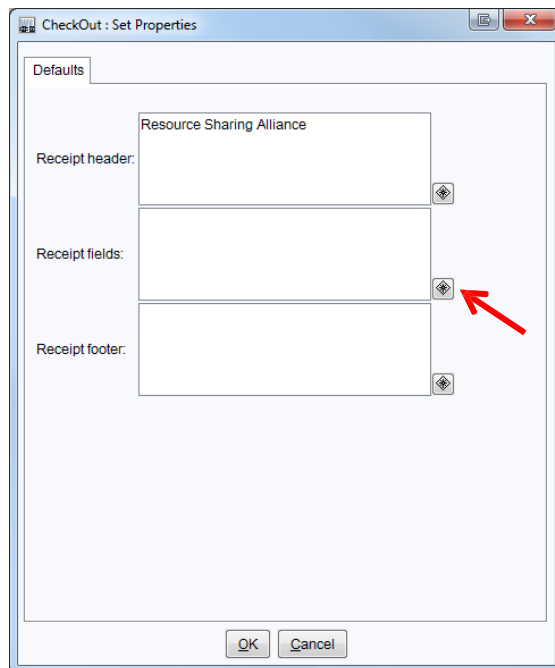 CheckOut : Set Properties
Defaults
Resource Sharing Alliance
Receipt header:
Receipt fields:
Receipt footer:
OK Cancel